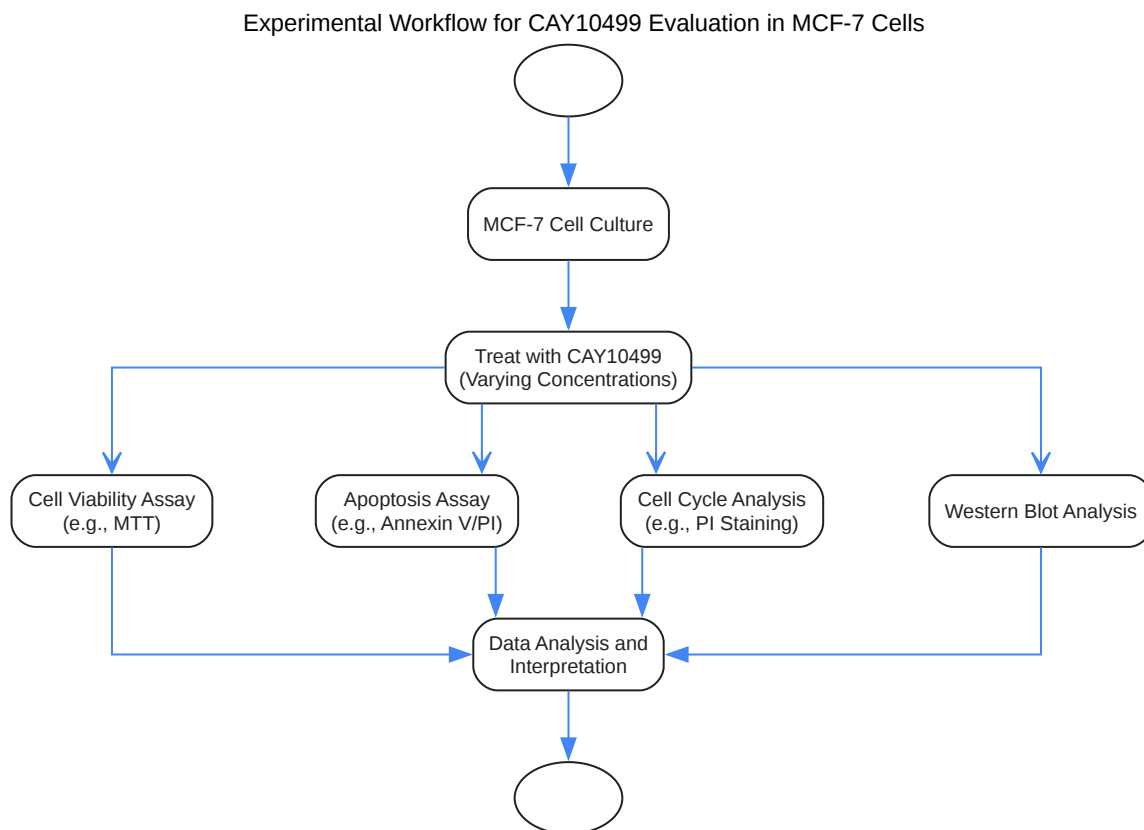 Experimental Workflow for CAY10499 Evaluation in MCF-7 Cells
MCF-7 Cell Culture
Treat with CAY10499
(Varying Concentrations)
Cell Viability Assay
(e.g., MTT)
Apoptosis Assay
(e.g., Annexin V/PI)
Cell Cycle Analysis
(e.g., PI Staining)
Western Blot Analysis
Data Analysis and
Interpretation